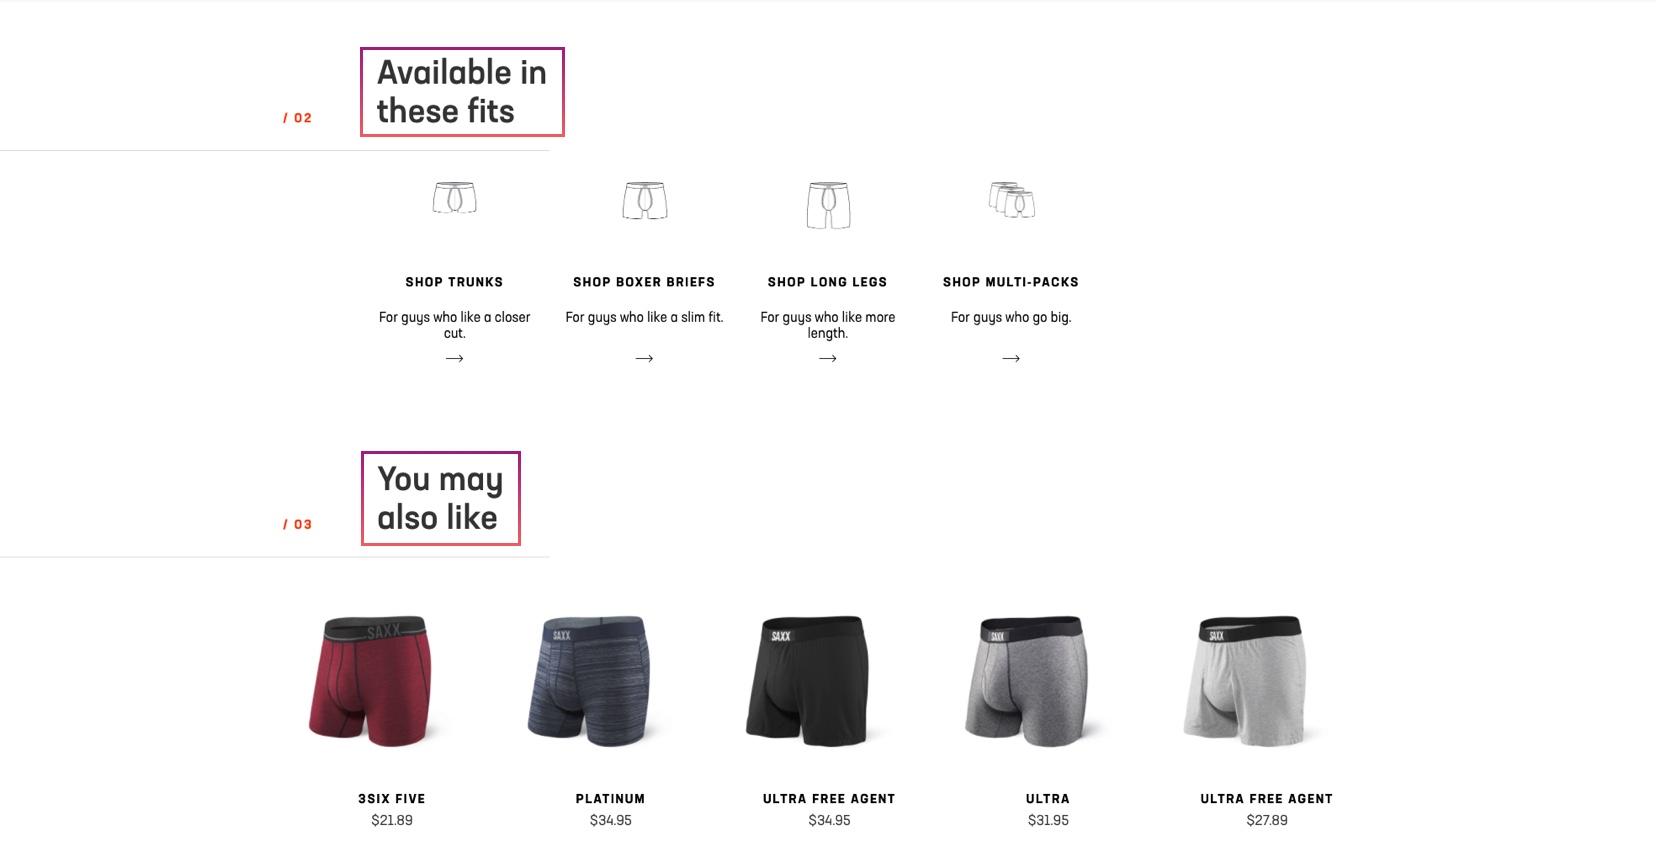 Available in
these fits
/ 02
SHOP TRUNKS
SHOP BOXER BRIEFS
SHOP LONG LEGS
SHOP MULTI-PACKS
For guys who like a closer
cut.
For guys who like a slim fit.
For guys who like more
length.
For guys who go big.
You may
also like
/ 03
SAXX
SAXX
SAXX
SAXX
SAXX
3SIX FIVE
PLATINUM
ULTRA FREE AGENT
ULTRA
ULTRA FREE AGENT
$21.89
$34.95
$34.95
$31.95
$27.89